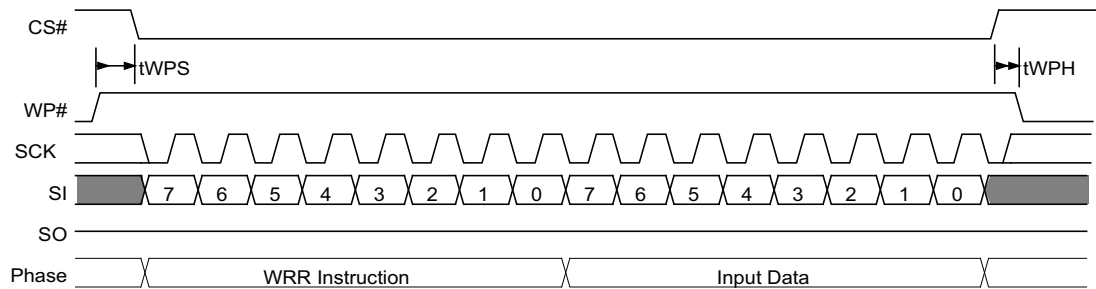 CS#
tWPS
tWPH
WP#
SCK
SI 7 6 5 4 3 2 1 0 7 6 5 4 3 2 1 0
SO
Phase WRR Instruction Input Data